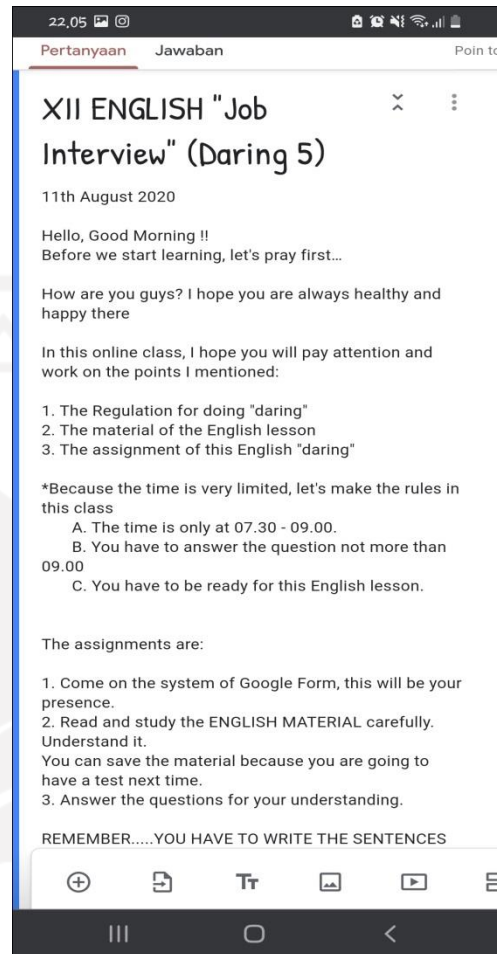 22.05
Pertanyaan Jawaban Poin to
XII ENGLISH "Job
Interview" (Daring 5)
11th August 2020
Hello, Good Morning !!
Before we start learning, let's pray first...
How are you guys? I hope you are always healthy and
happy there
In this online class, I hope you will pay attention and
work on the points I mentioned:
1. The Regulation for doing "daring"
2. The material of the English lesson
3. The assignment of this English "daring"
*Because the time is very limited, let's make the rules in
this class
A. The time is only at 07.30 - 09.00.
B. You have to answer the question not more than
09.00
C. You have to be ready for this English lesson.
The assignments are:
1. Come on the system of Google Form, this will be your
presence.
2. Read and study the ENGLISH MATERIAL carefully.
Understand it.
You can save the material because you are going to
have a test next time.
3. Answer the questions for your understanding.
REMEMBER.....YOU HAVE TO WRITE THE SENTENCES
TT